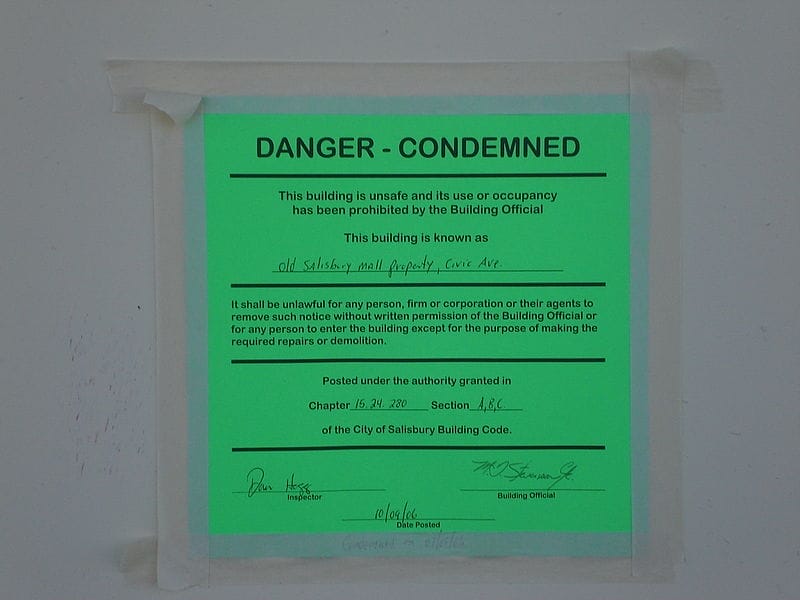 DANGER - CONDEMNED
This building is unsafe and its use or occupancy
has been prohibited by the Building Official
This building is known as
old Salisbury mall property, Civic Ave.
It shall be unlawful for any person, firm or corporation or their agents to
remove such notice without written permission of the Building Official or
for any person to enter the building except for the purpose of making the
required repairs or demolition.
Posted under the authority granted in
Chapter 15.24.280 Section A,B,C.
of the City of Salisbury Building Code.
Inspector
Building Official
10/04/06
Date Posted